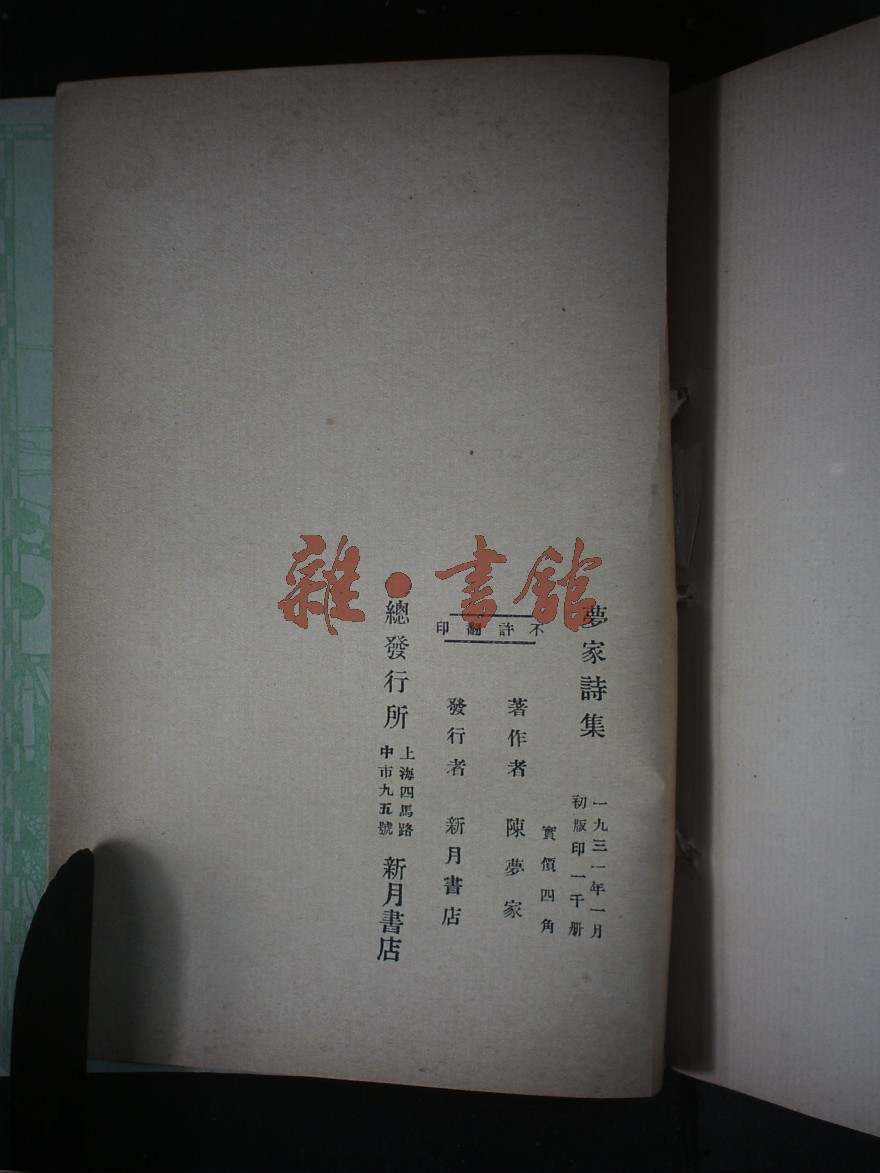 夢家詩集
一九三一年一月
初版印一千册
實價四角
不許翻印
著作者 陳夢家
發行者 新月書店
總發行所 上海四馬路
中市九五號 新月書店
雜·書館